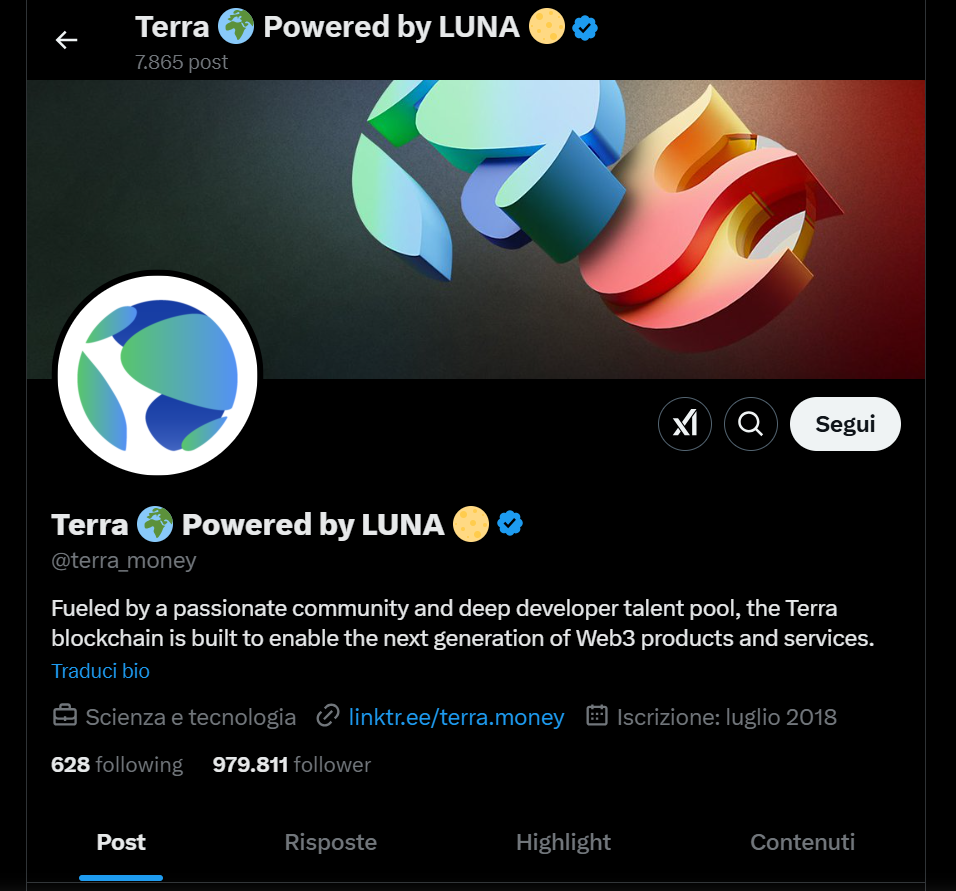 Terra 🌍 Powered by LUNA 🌕
7.865 post
Segui
Terra 🌍 Powered by LUNA 🌕
@terra_money
Fueled by a passionate community and deep developer talent pool, the Terra
blockchain is built to enable the next generation of Web3 products and services.
Traduci bio
Scienza e tecnologia linktr.ee/terra.money Iscrizione: luglio 2018
628 following 979.811 follower
Post Risposte Highlight Contenuti